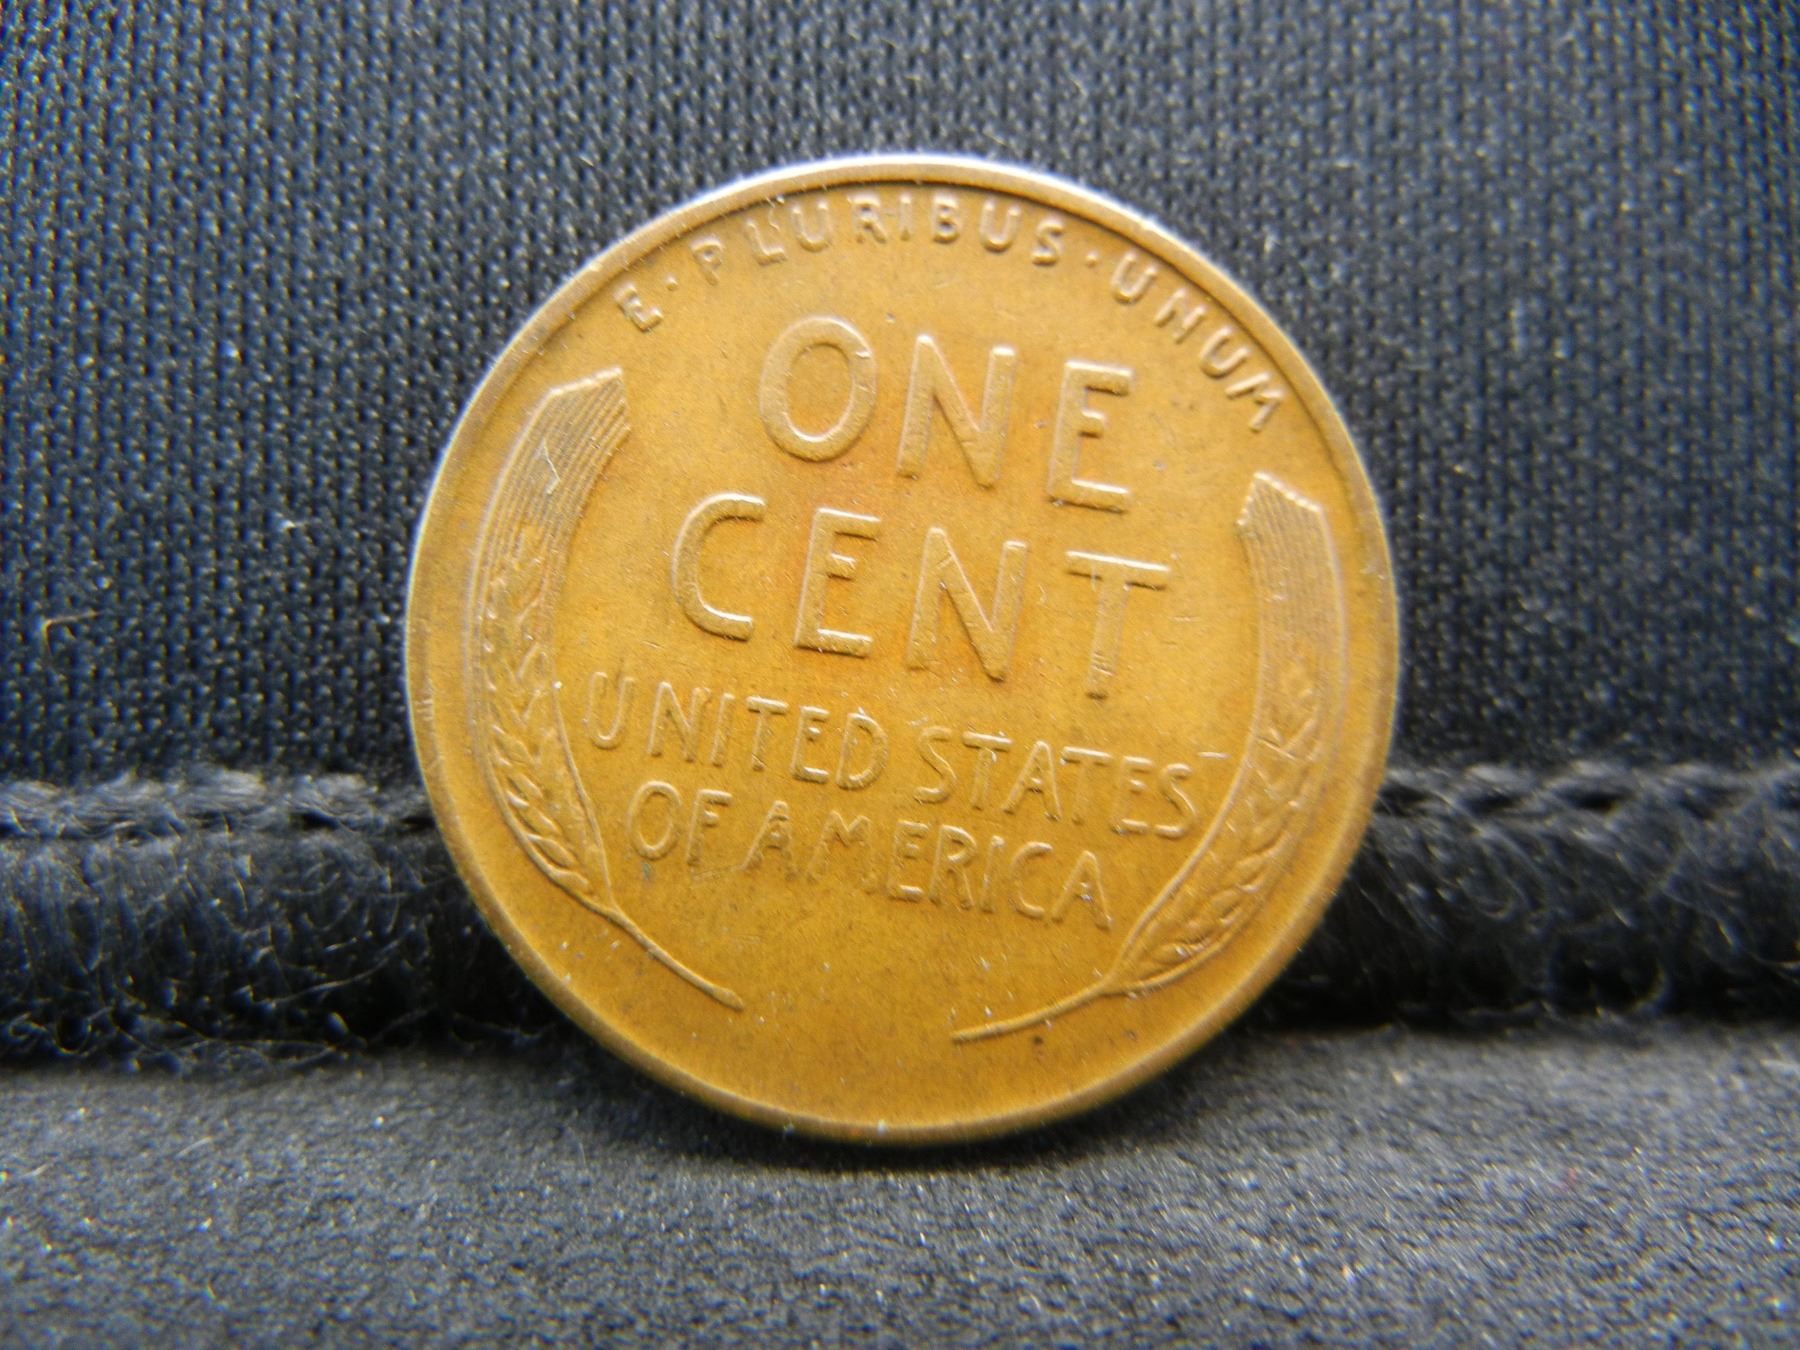 E·PLURIBUS·UNUM
ONE
CENT
UNITED STATES
OF AMERICA